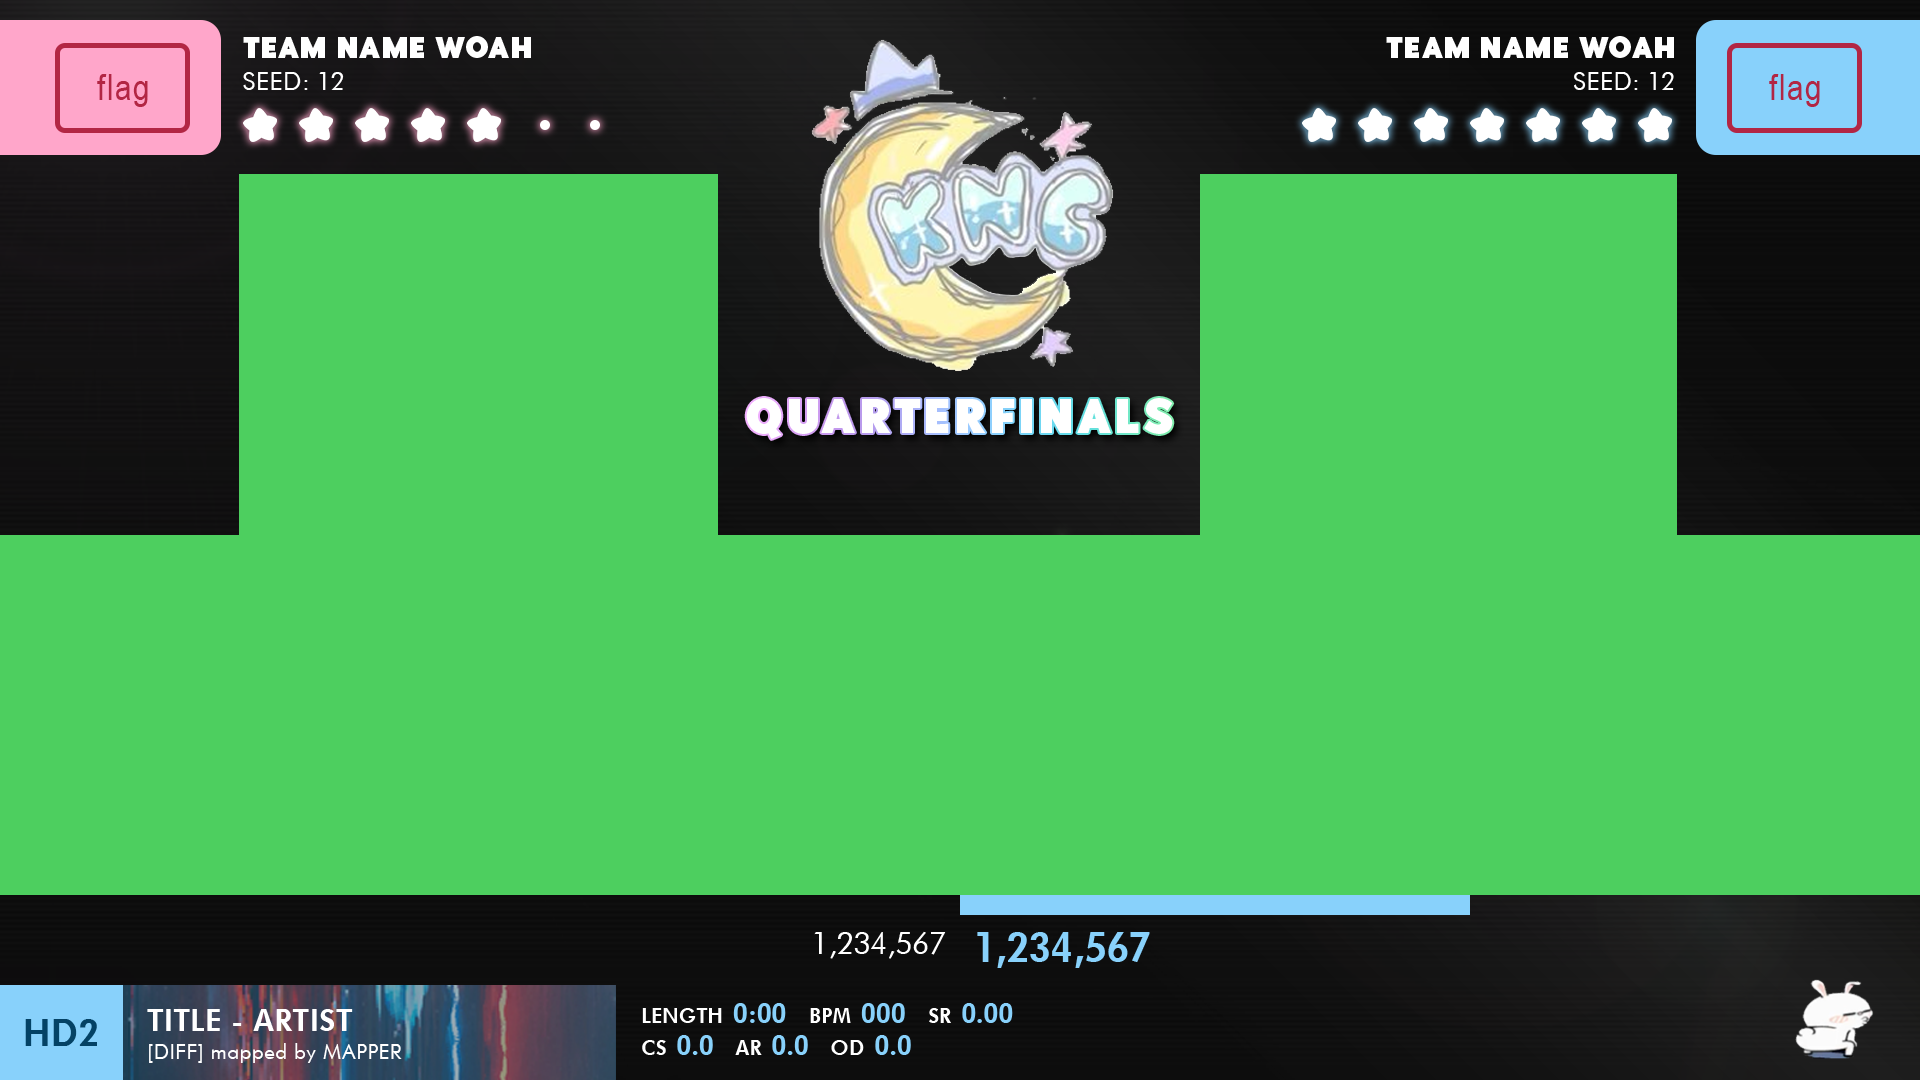 flag
TEAM NAME WOAH
SEED: 12
TEAM NAME WOAH
SEED: 12
flag
KNC
QUARTERFINALS
1,234,567
1,234,567
HD2
TITLE - ARTIST
[DIFF] mapped by MAPPER
LENGTH 0:00 BPM 000 SR 0.00
CS 0.0 AR 0.0 OD 0.0